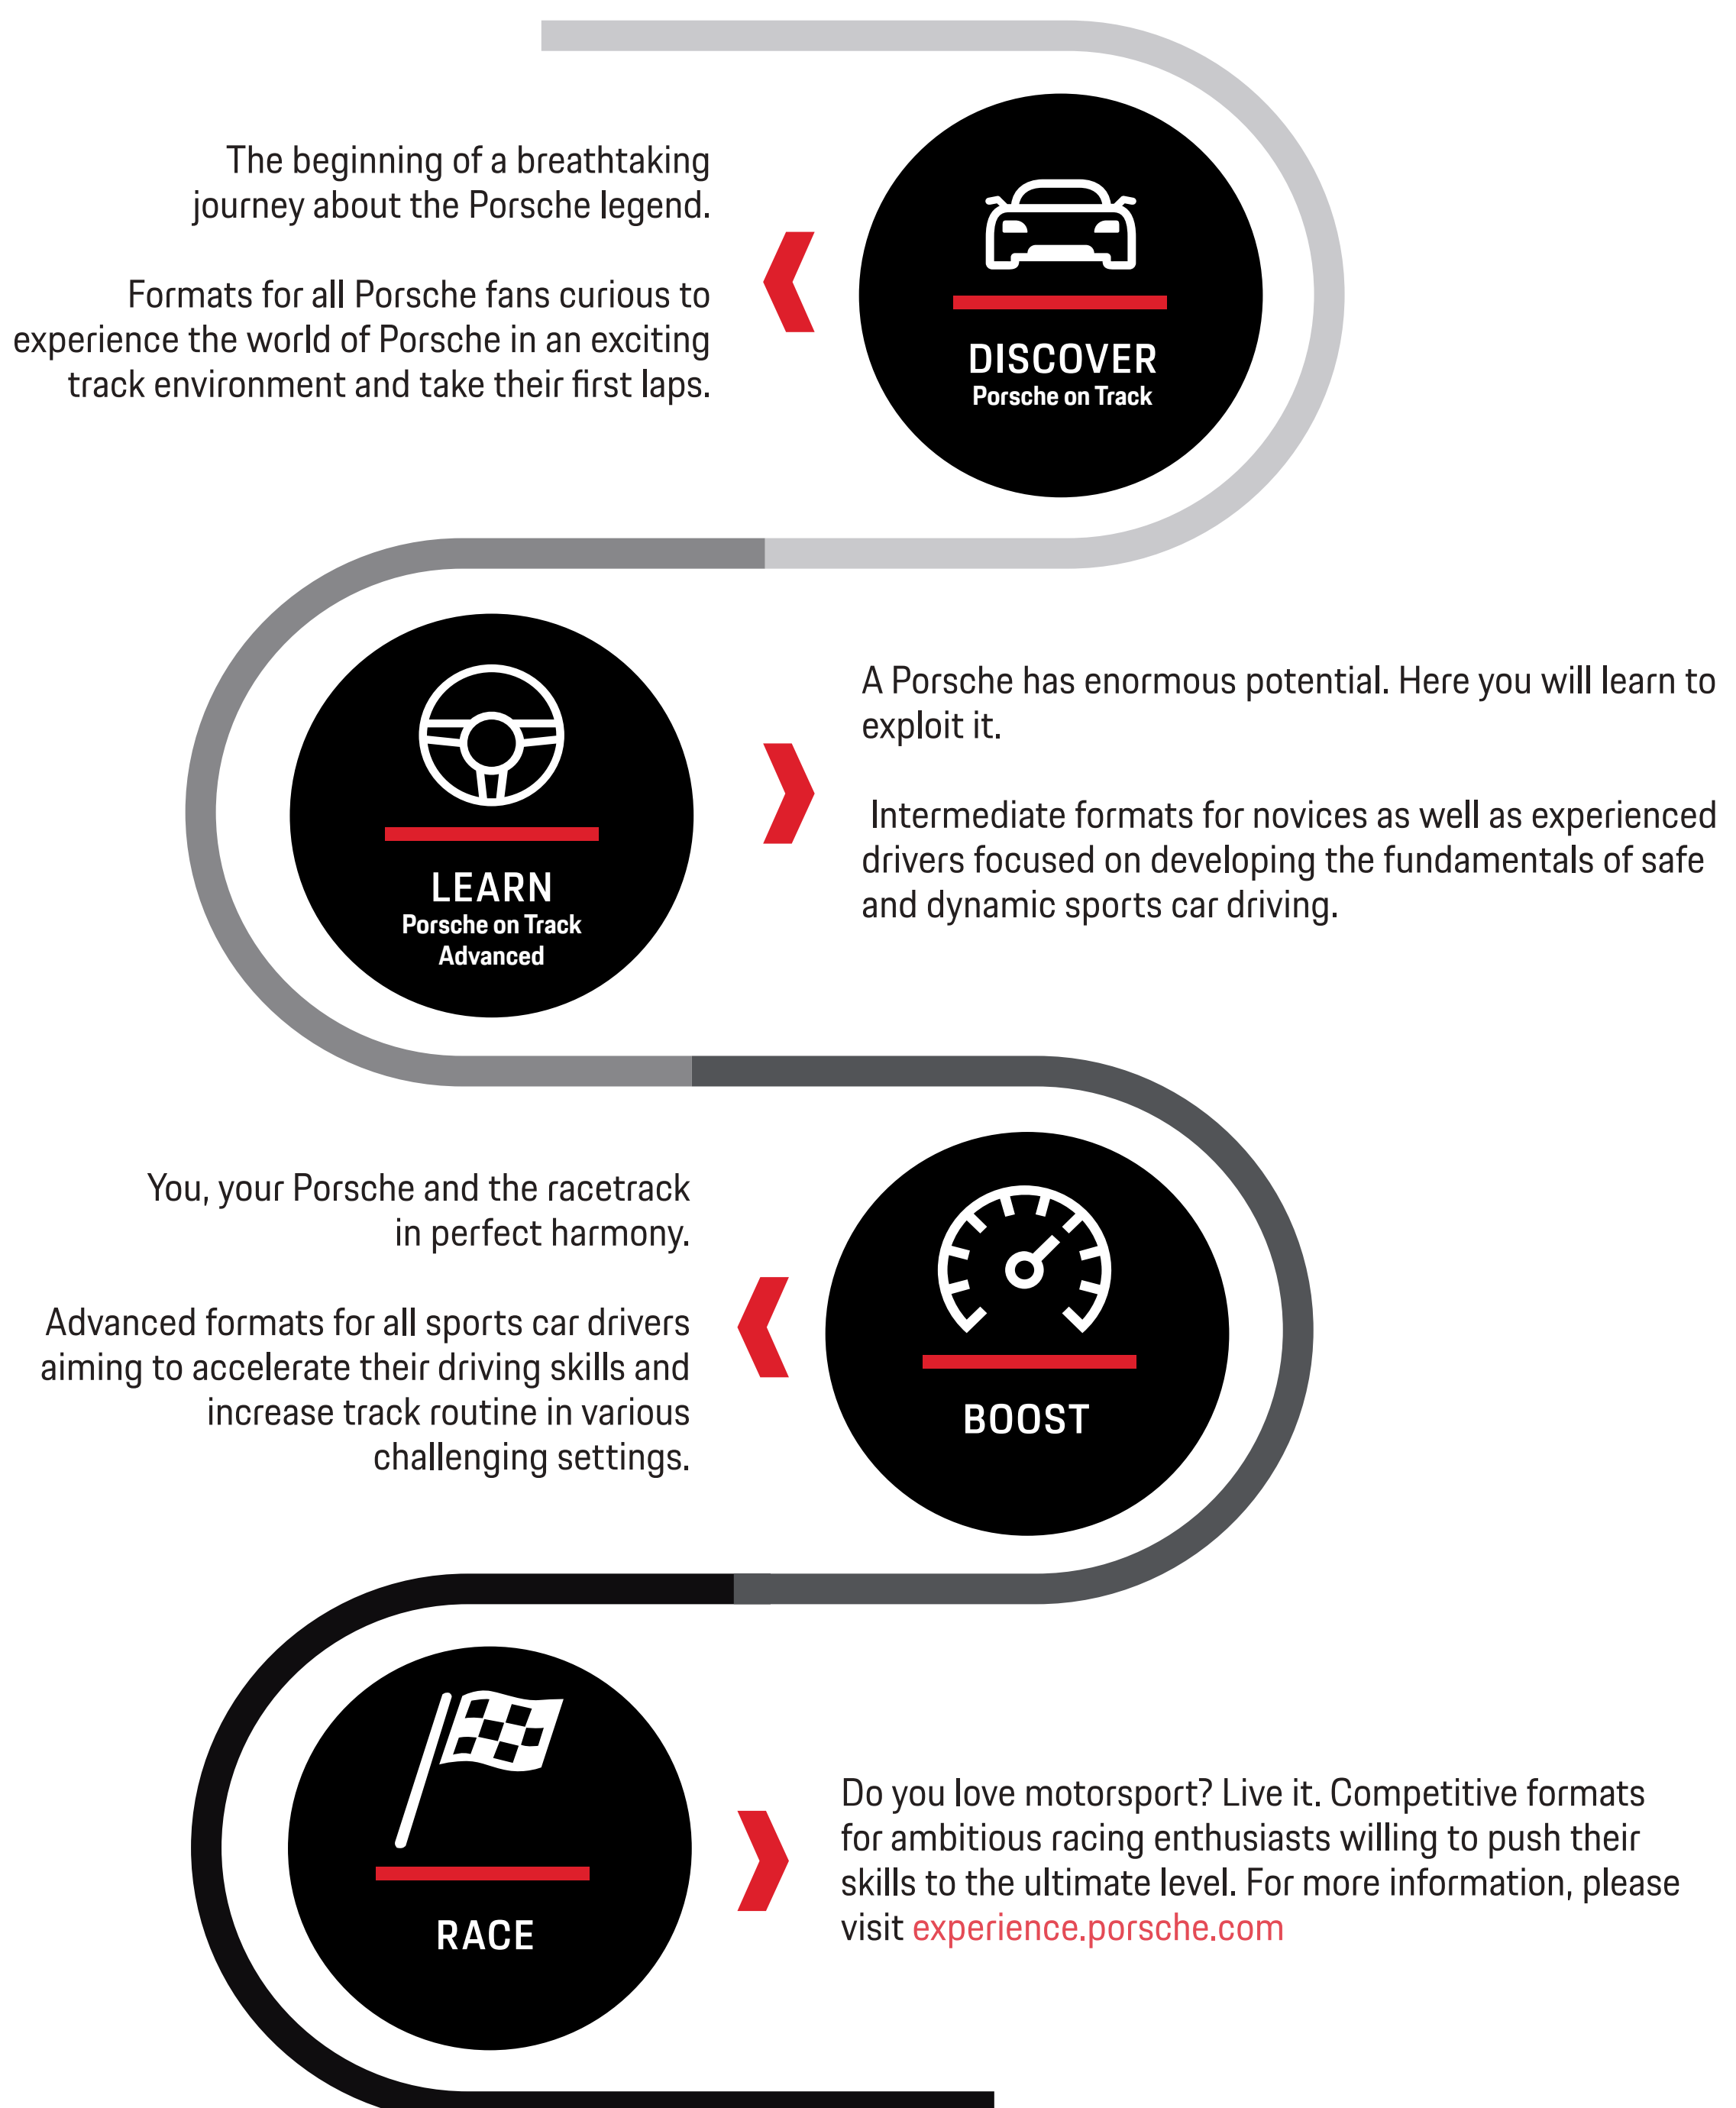 The beginning of a breathtaking
journey about the Porsche legend.
Formats for all Porsche fans curious to
experience the world of Porsche in an exciting
track environment and take their first laps.
DISCOVER
Porsche on Track
LEARN
Porsche on Track
Advanced
A Porsche has enormous potential. Here you will learn to
exploit it.
Intermediate formats for novices as well as experienced
drivers focused on developing the fundamentals of safe
and dynamic sports car driving.
You, your Porsche and the racetrack
in perfect harmony.
Advanced formats for all sports car drivers
aiming to accelerate their driving skills and
increase track routine in various
challenging settings.
BOOST
RACE
Do you love motorsport? Live it. Competitive formats
for ambitious racing enthusiasts willing to push their
skills to the ultimate level. For more information, please
visit experience.porsche.com